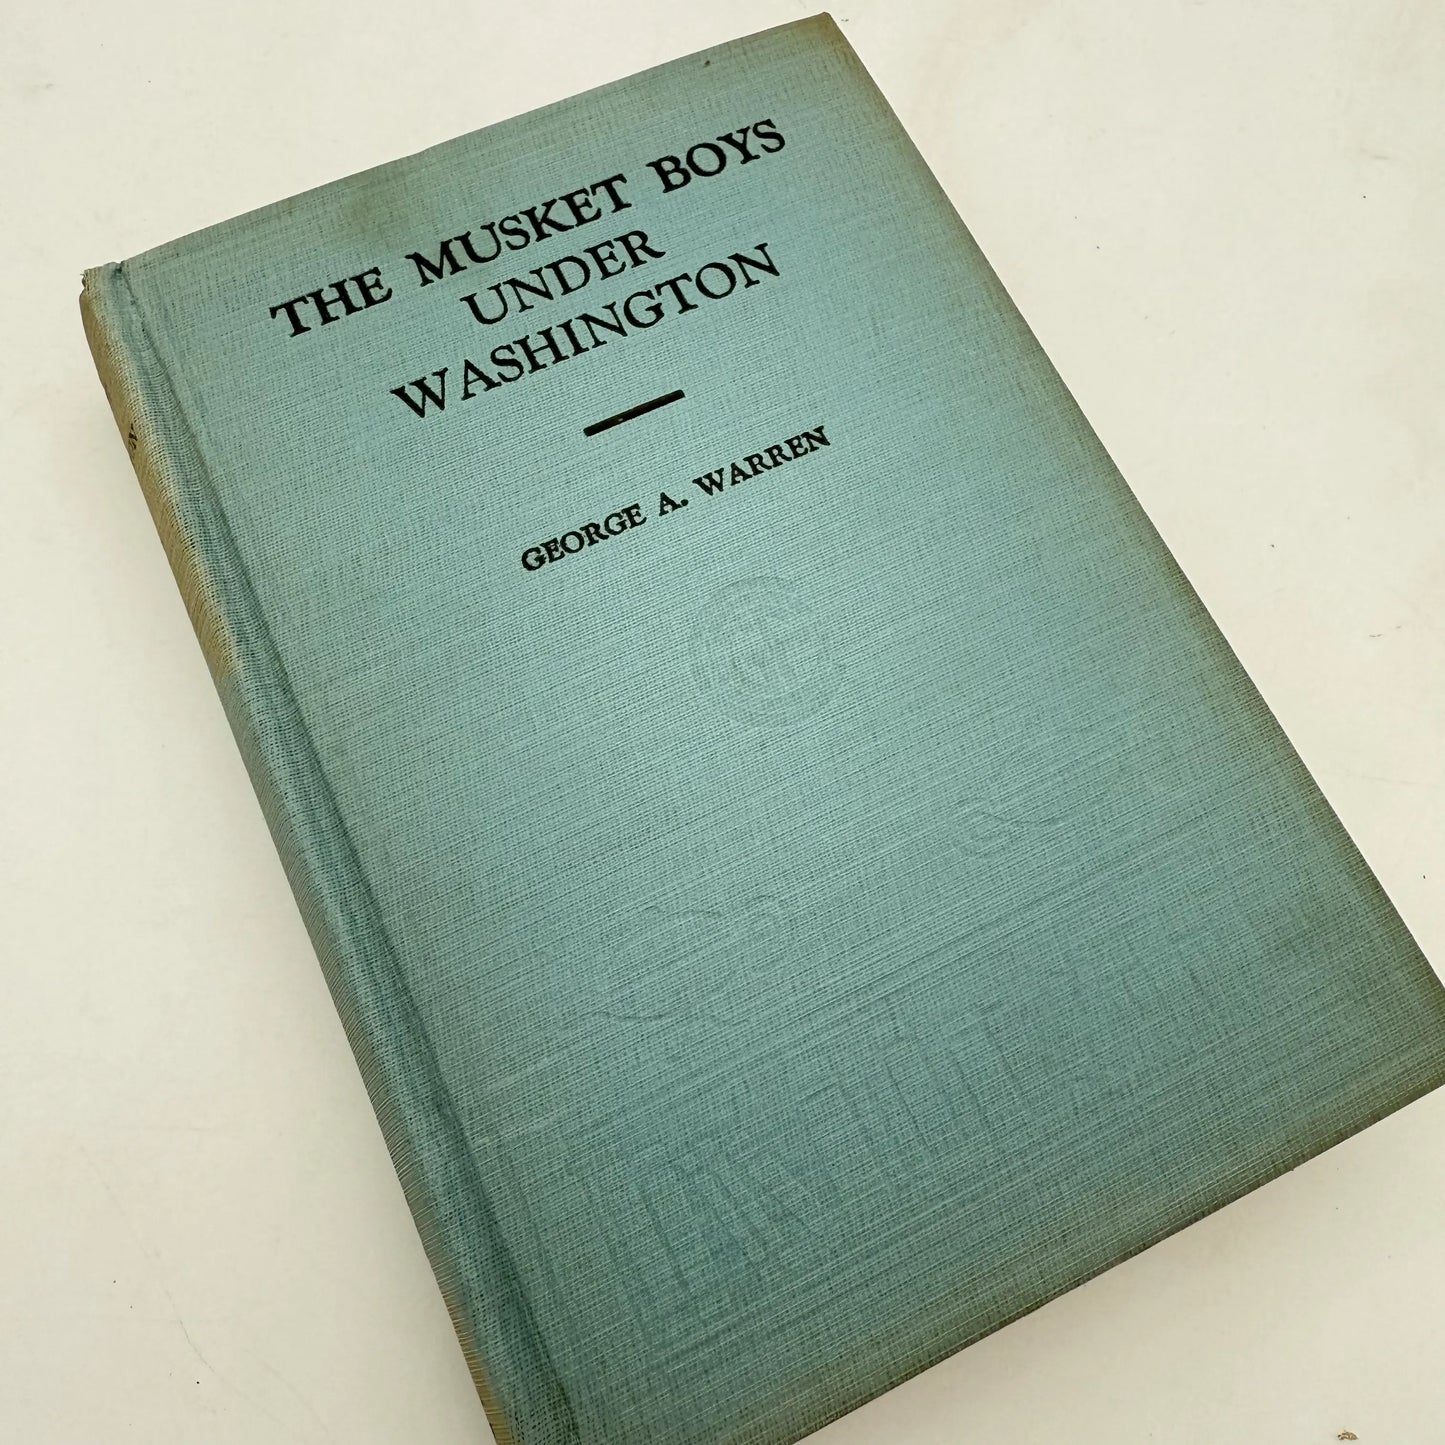 THE MUSKET BOYS
UNDER
WASHINGTON
GEORGE A. WARREN